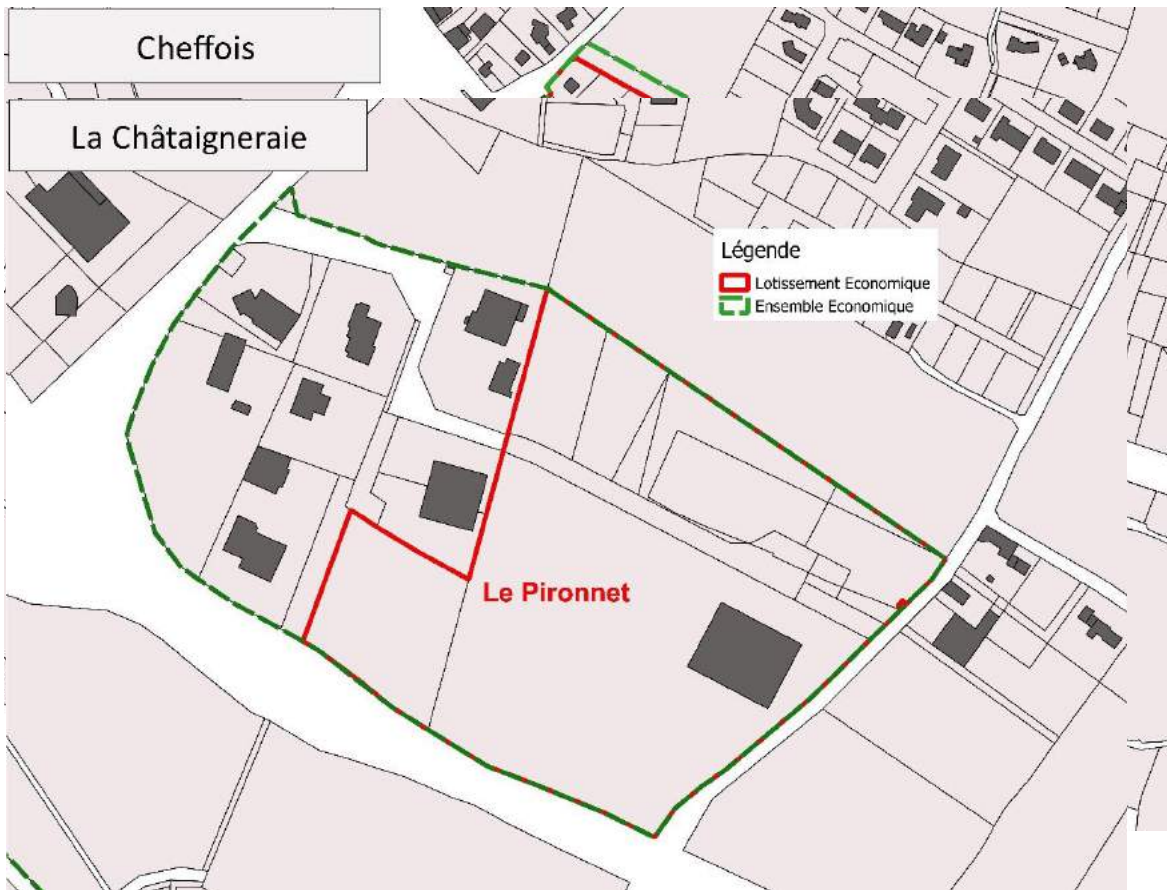 Cheffois
La Châtaigneraie
Légende
Lotissement Economique
Ensemble Economique
Le Pironnet